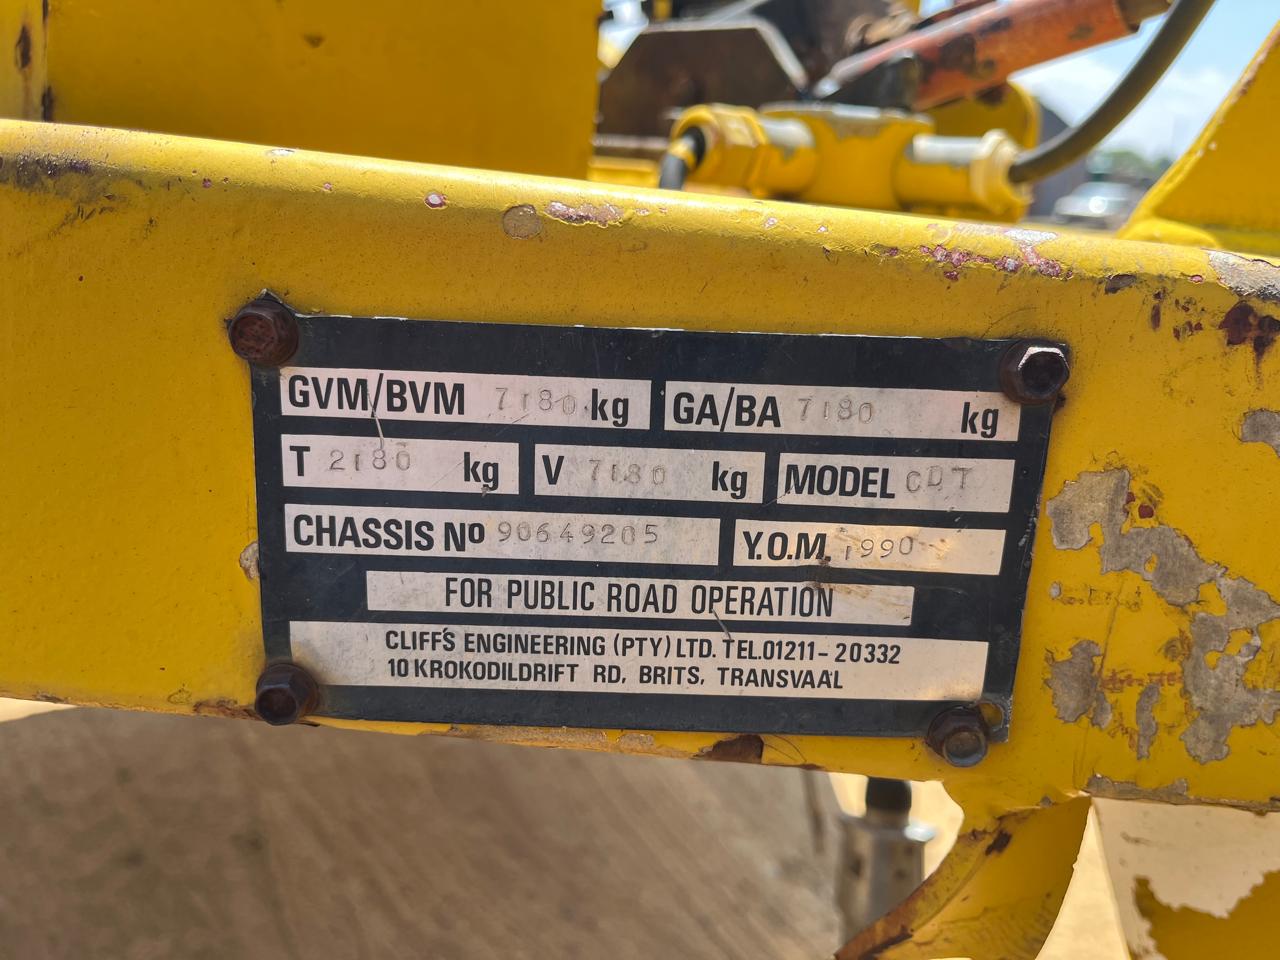 GVM/BVM 7180 kg GA/BA 7180 kg
T 2180 kg V 7180 kg MODEL CDT
CHASSIS No 90649205 Y.O.M. 1990
FOR PUBLIC ROAD OPERATION
CLIFF'S ENGINEERING (PTY) LTD. TEL.01211-20332
10 KROKODILDRIFT RD, BRITS, TRANSVAAL